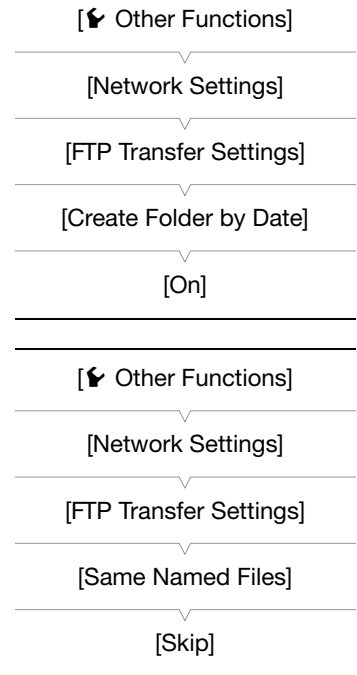 [Other Functions]
[Network Settings]
[FTP Transfer Settings]
[Create Folder by Date]
[On]
[Other Functions]
[Network Settings]
[FTP Transfer Settings]
[Same Named Files]
[Skip]